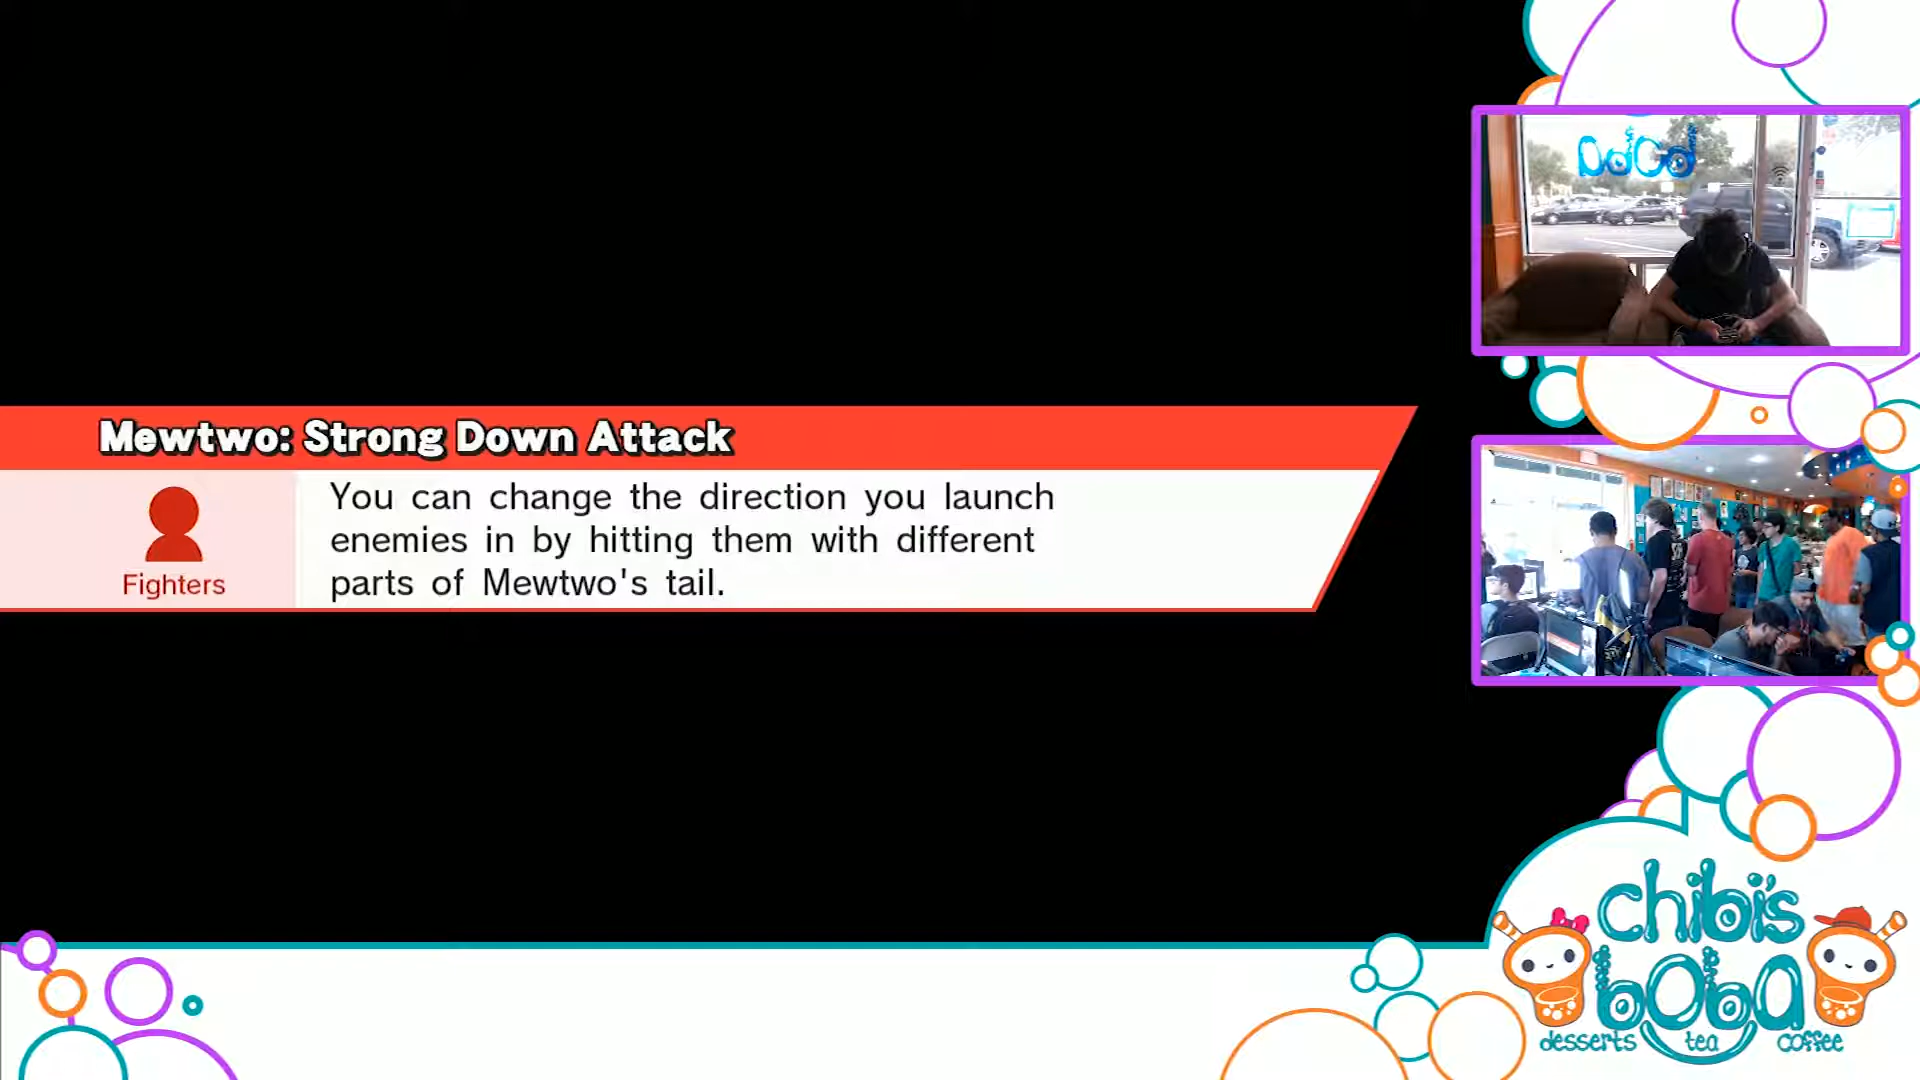 Mewtwo: Strong Down Attack
Fighters
You can change the direction you launch
enemies in by hitting them with different
parts of Mewtwo's tail.
chibi's
boba
desserts tea coffee